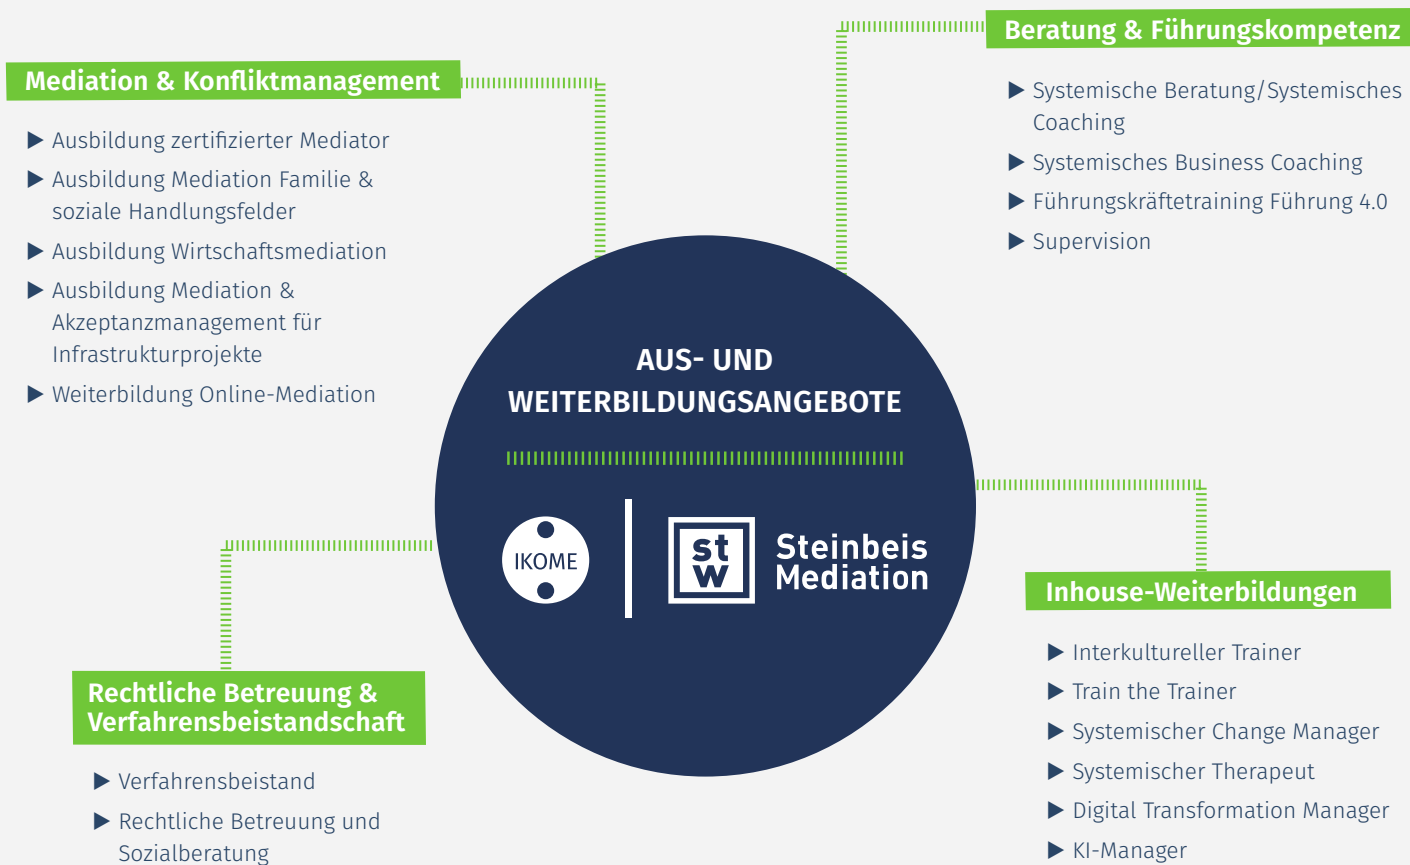 Mediation & Konfliktmanagement
▶ Ausbildung zertifizierter Mediator
▶ Ausbildung Mediation Familie &
soziale Handlungsfelder
▶ Ausbildung Wirtschaftsmediation
▶ Ausbildung Mediation &
Akzeptanzmanagement für
Infrastrukturprojekte
▶ Weiterbildung Online-Mediation
Beratung & Führungskompetenz
▶ Systemische Beratung/Systemisches
Coaching
▶ Systemisches Business Coaching
▶ Führungskräftetraining Führung 4.0
▶ Supervision
AUS- UND
WEITERBILDUNGSANGEBOTE
IKOME
st
w
Steinbeis
Mediation
Rechtliche Betreuung &
Verfahrensbeistandschaft
▶ Verfahrensbeistand
▶ Rechtliche Betreuung und
Sozialberatung
Inhouse-Weiterbildungen
▶ Interkultureller Trainer
▶ Train the Trainer
▶ Systemischer Change Manager
▶ Systemischer Therapeut
▶ Digital Transformation Manager
▶ KI-Manager